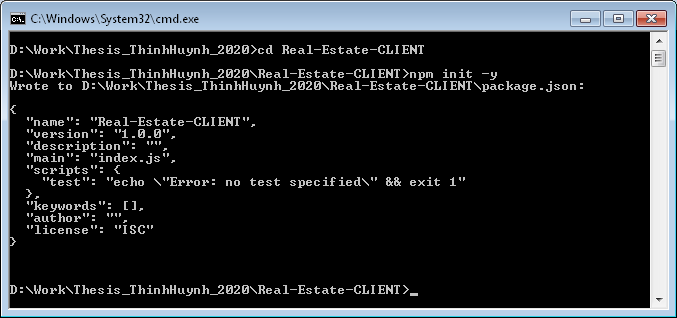 C:\Windows\System32\cmd.exe
D:\Work\Thesis_ThinhHuynh_2020>cd Real-Estate-CLIENT
D:\Work\Thesis_ThinhHuynh_2020\Real-Estate-CLIENT>npm init -y
Wrote to D:\Work\Thesis_ThinhHuynh_2020\Real-Estate-CLIENT\package.json:
{
  "name": "Real-Estate-CLIENT",
  "version": "1.0.0",
  "description": "",
  "main": "index.js",
  "scripts": {
    "test": "echo \"Error: no test specified\" && exit 1"
  },
  "keywords": [],
  "author": "",
  "license": "ISC"
}
D:\Work\Thesis_ThinhHuynh_2020\Real-Estate-CLIENT>_